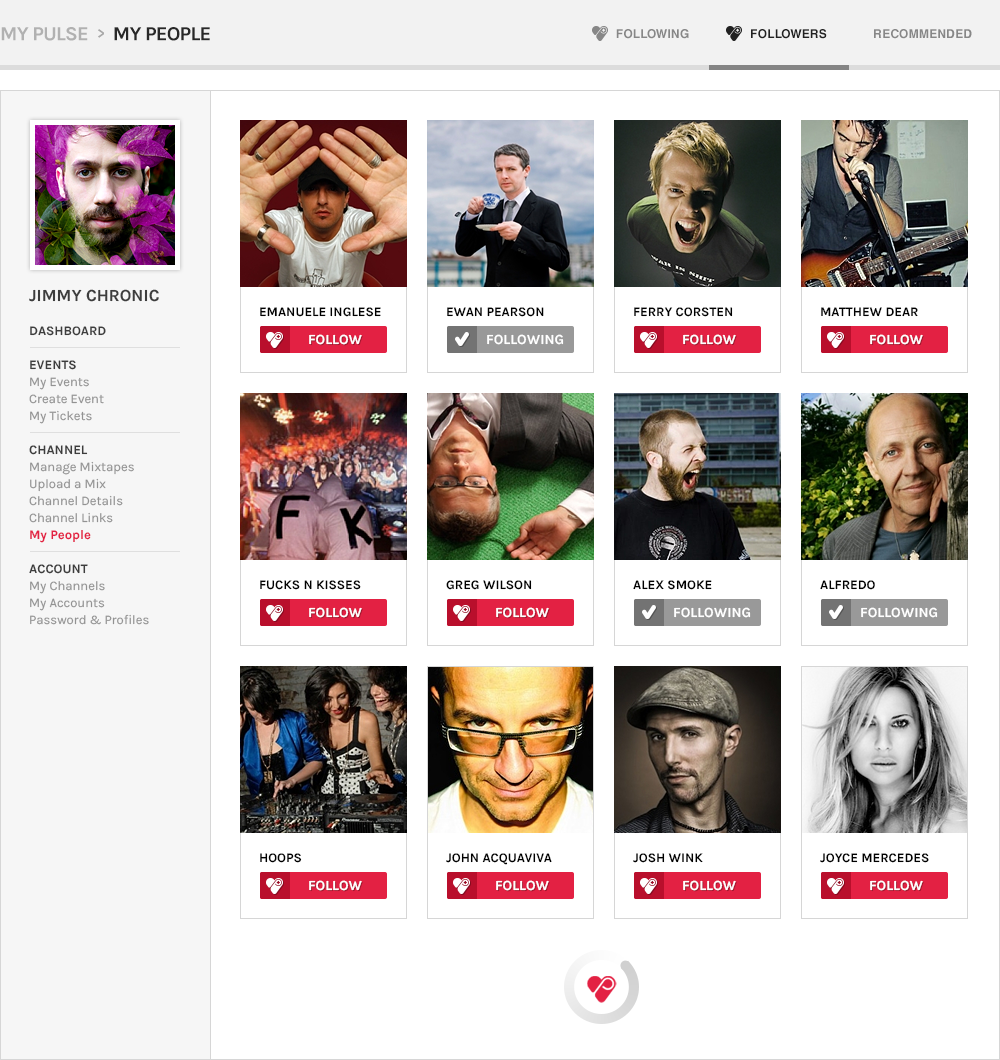 MY PULSE > MY PEOPLE
FOLLOWING
FOLLOWERS
RECOMMENDED
JIMMY CHRONIC
DASHBOARD
EVENTS
My Events
Create Event
My Tickets
CHANNEL
Manage Mixtapes
Upload a Mix
Channel Details
Channel Links
My People
ACCOUNT
My Channels
My Accounts
Password & Profiles
EMANUELE INGLESE
FOLLOW
EWAN PEARSON
FOLLOWING
WAR IN
FERRY CORSTEN
FOLLOW
MATTHEW DEAR
FOLLOW
F K
FUCKS N KISSES
FOLLOW
GREG WILSON
FOLLOW
ALEX SMOKE
FOLLOWING
ALFREDO
FOLLOWING
HOOPS
FOLLOW
JOHN ACQUAVIVA
FOLLOW
JOSH WINK
FOLLOW
JOYCE MERCEDES
FOLLOW